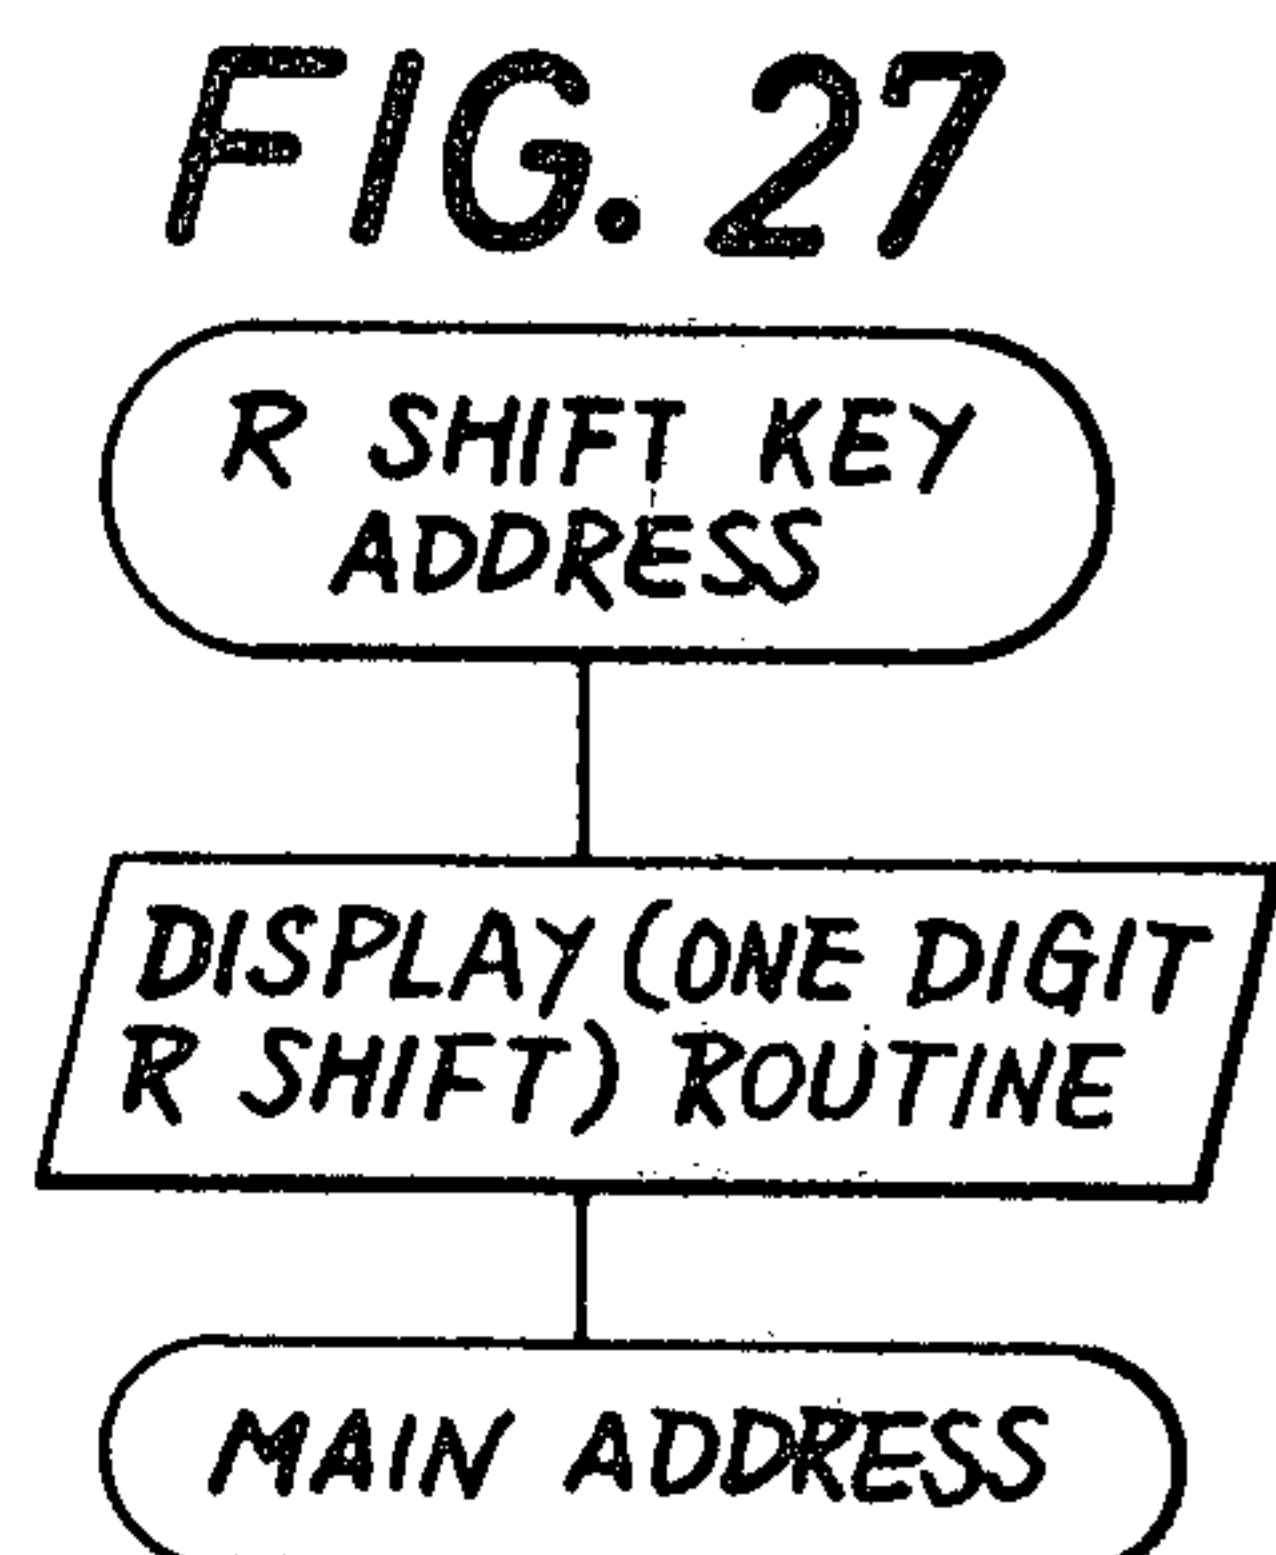 FIG. 27
R SHIFT KEY
ADDRESS
DISPLAY (ONE DIGIT
R SHIFT) ROUTINE
MAIN ADDRESS